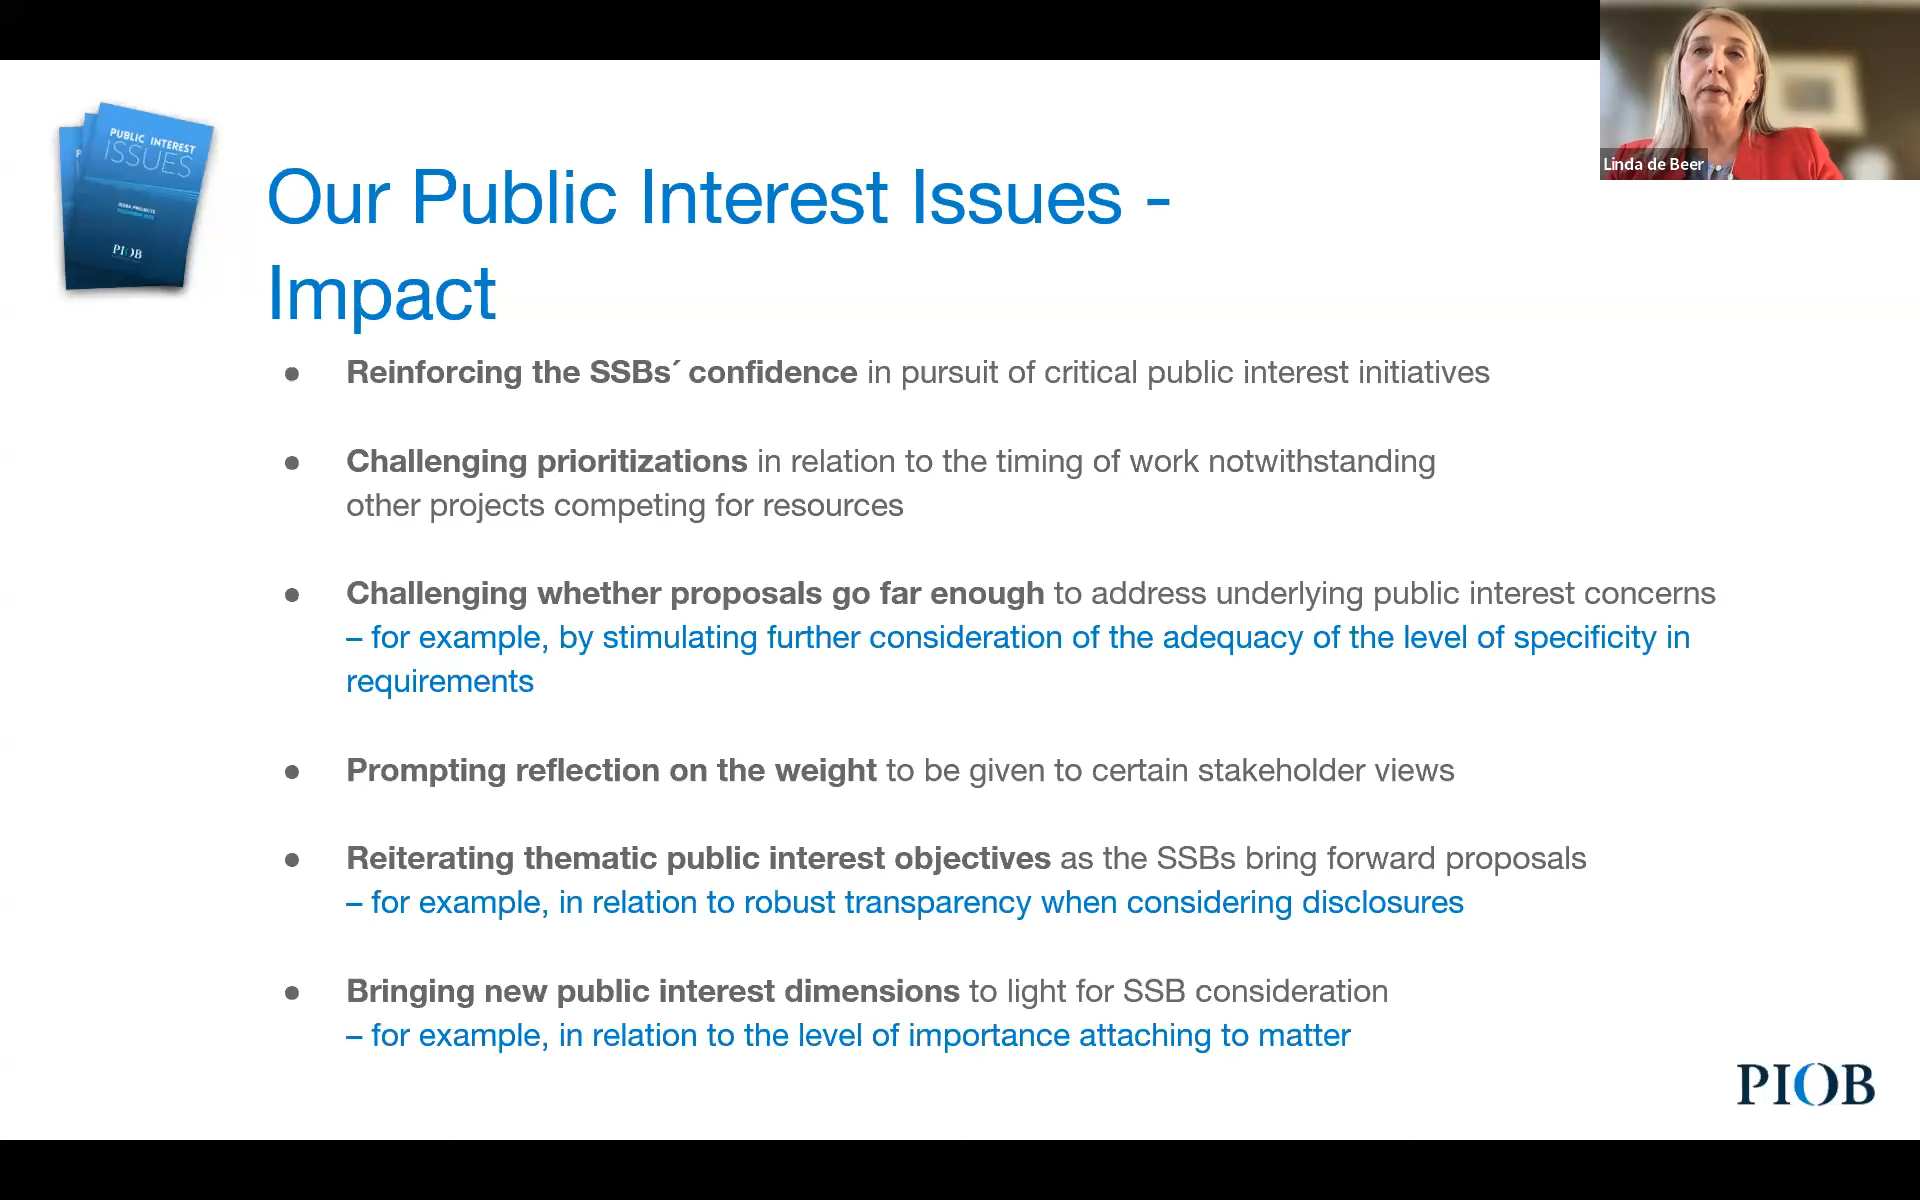 PUBLIC INTEREST
ISSUES
PIOB
Linda de Beer
Our Public Interest Issues -
Impact
● Reinforcing the SSBs´ confidence in pursuit of critical public interest initiatives
● Challenging prioritizations in relation to the timing of work notwithstanding
other projects competing for resources
● Challenging whether proposals go far enough to address underlying public interest concerns
– for example, by stimulating further consideration of the adequacy of the level of specificity in
requirements
● Prompting reflection on the weight to be given to certain stakeholder views
● Reiterating thematic public interest objectives as the SSBs bring forward proposals
– for example, in relation to robust transparency when considering disclosures
● Bringing new public interest dimensions to light for SSB consideration
– for example, in relation to the level of importance attaching to matter
PIOB